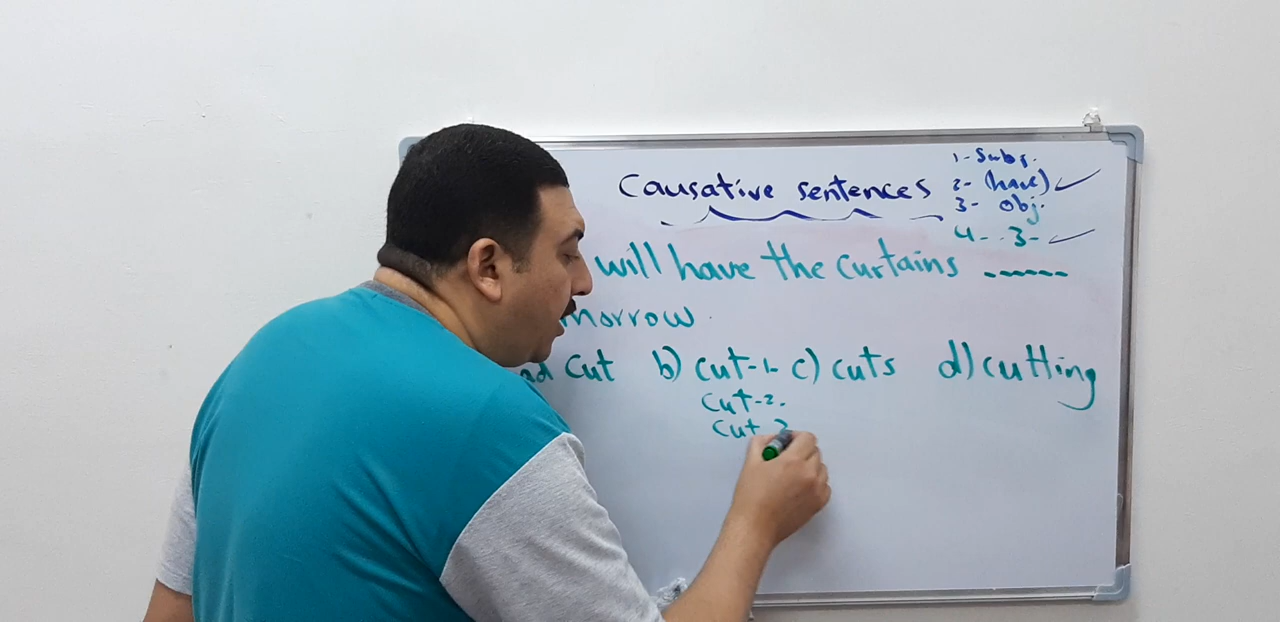 Causative sentences
1- Subj.
2- (have) ✓
3- obj.
4- .3- ✓
will have the curtains ------
morrow.
Cut b) cut-1- c) cuts d) cutting
cut-2-
cut 3